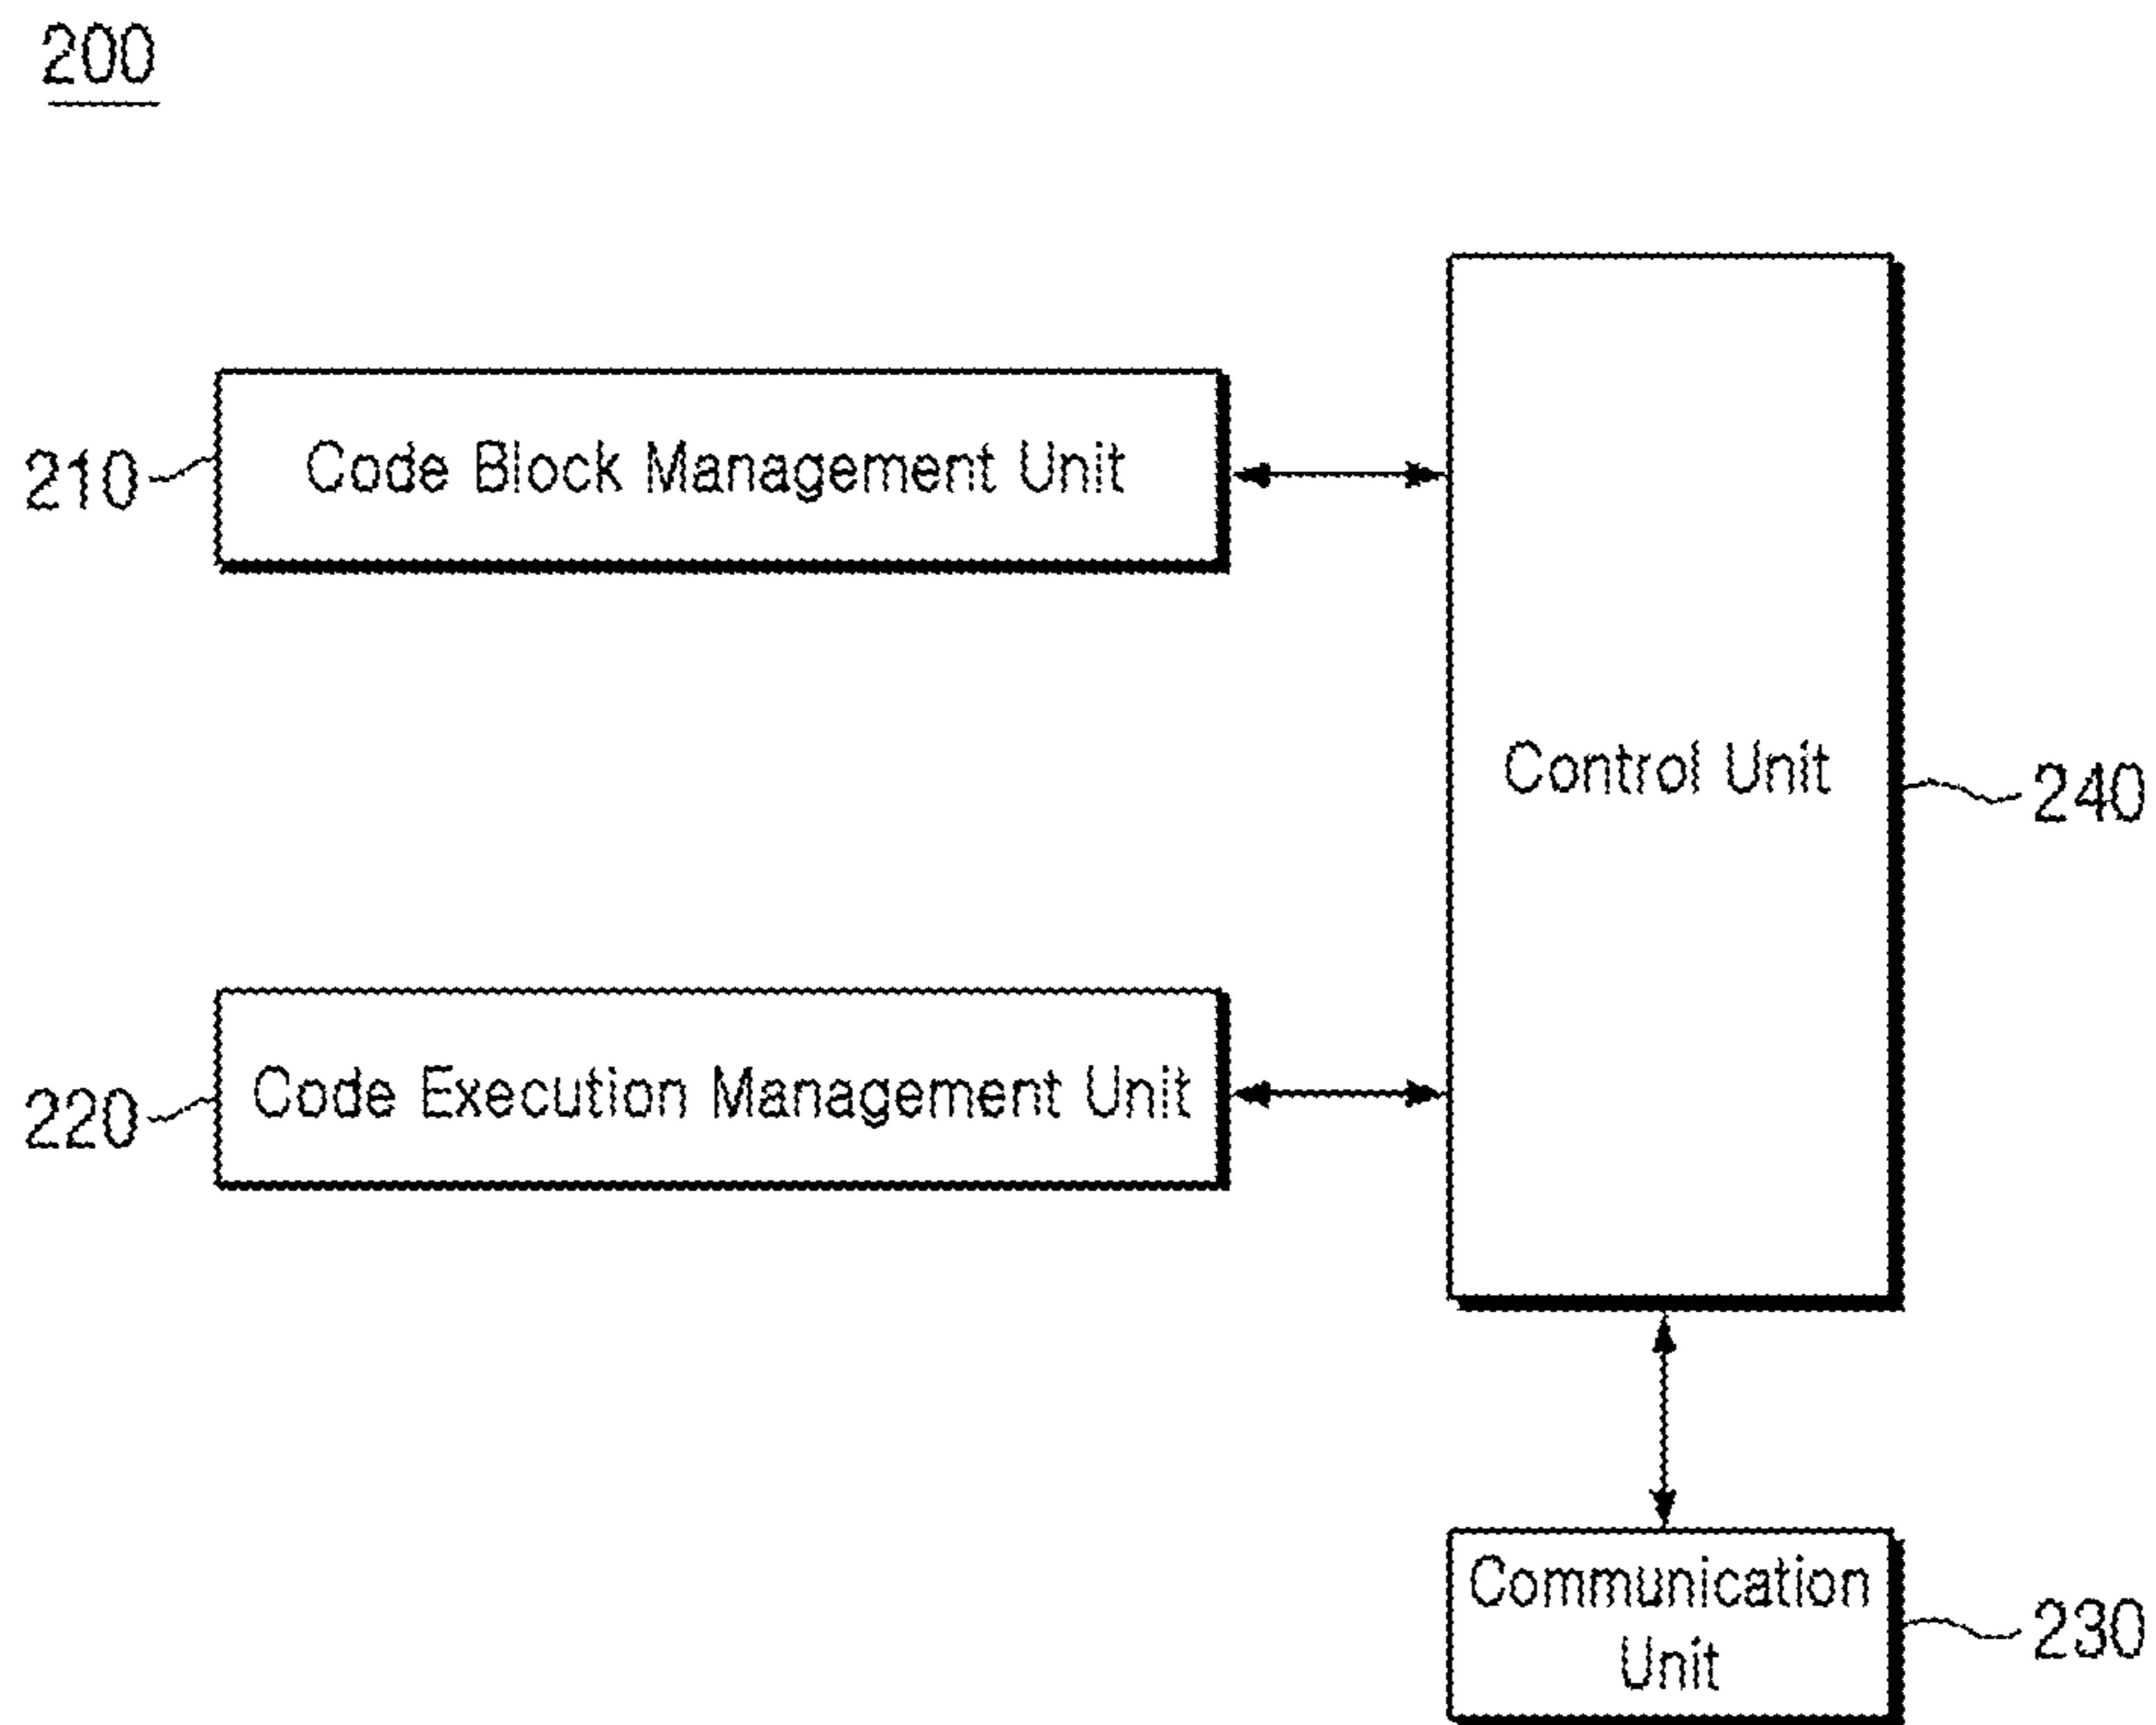 200
210
Code Block Management Unit
Control Unit
240
220
Code Execution Management Unit
Communication
Unit
230